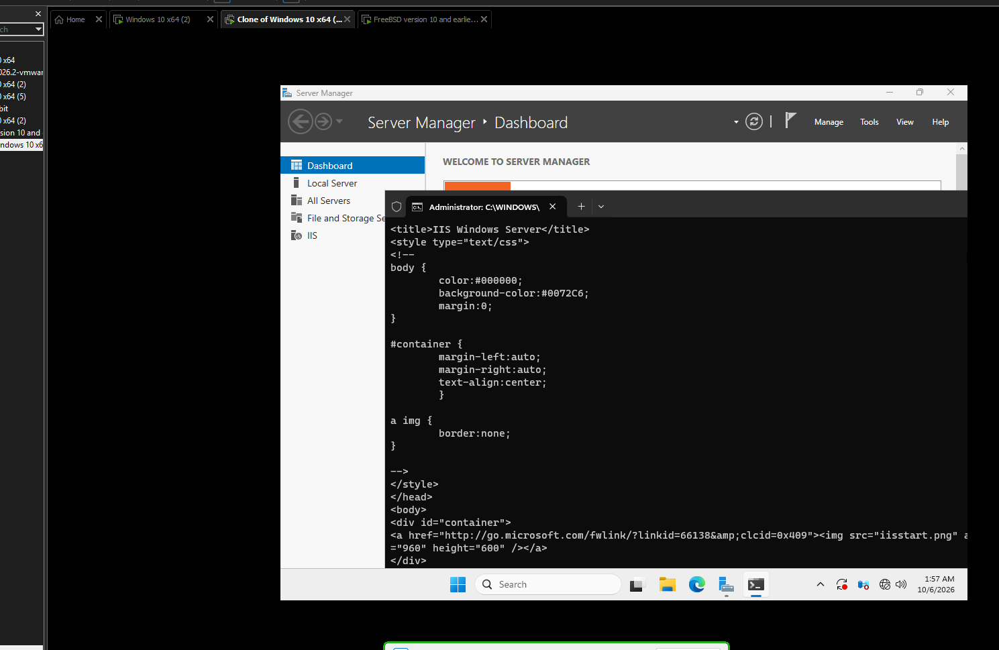 Home
Windows 10 x64 (2)
Clone of Windows 10 x64 (...
FreeBSD version 10 and earlie...
ch
0 x64
026.2-vmwar
0 x64 (2)
0 x64 (5)
bit
0 x64 (2)
sion 10 and
ndows 10 x6
Server Manager
Server Manager
Dashboard
Manage
Tools
View
Help
Dashboard
Local Server
All Servers
File and Storage Se
IIS
WELCOME TO SERVER MANAGER
Administrator: C:\WINDOWS\
<title>IIS Windows Server</title>
<style type="text/css">
<!--
body {
color:#000000;
background-color:#0072C6;
margin:0;
}
#container {
margin-left:auto;
margin-right:auto;
text-align:center;
}
a img {
border:none;
}
-->
</style>
</head>
<body>
<div id="container">
<a href="http://go.microsoft.com/fwlink/?linkid=66138&amp;clcid=0x409"><img src="iisstart.png" a
="960" height="600" /></a>
</div>
Search
1:57 AM
10/6/2026